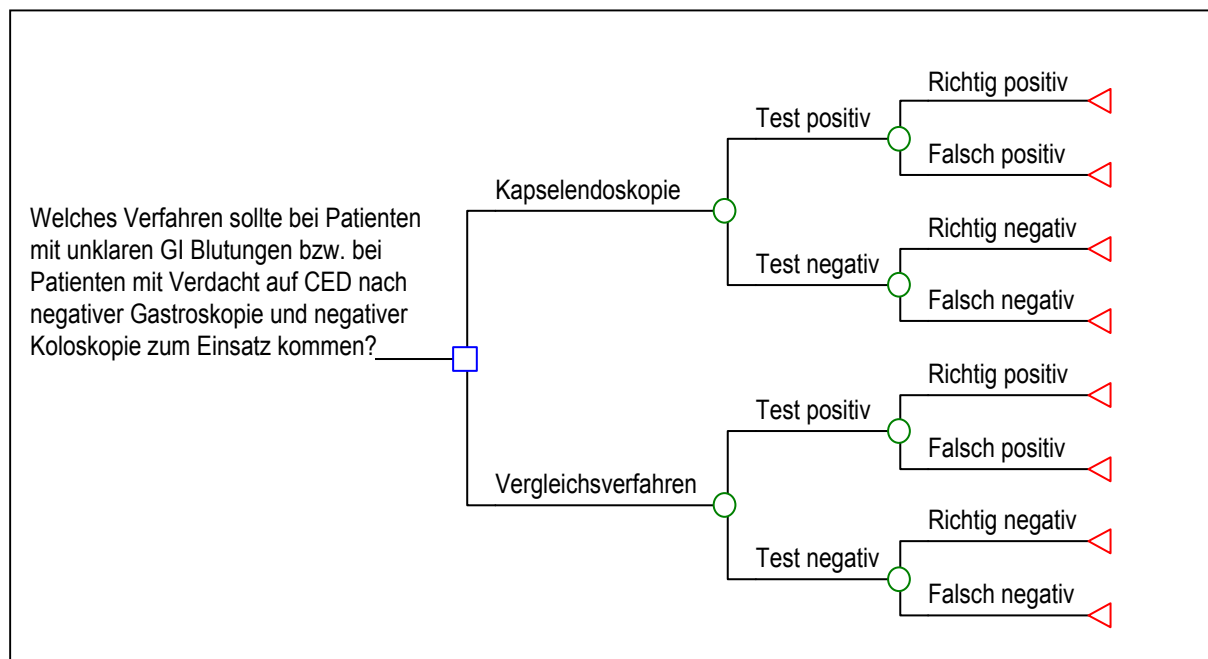 Welches Verfahren sollte bei Patienten
mit unklaren GI Blutungen bzw. bei
Patienten mit Verdacht auf CED nach
negativer Gastroskopie und negativer
Koloskopie zum Einsatz kommen?
Kapselendoskopie
Test positiv
Richtig positiv
Falsch positiv
Test negativ
Richtig negativ
Falsch negativ
Vergleichsverfahren
Test positiv
Richtig positiv
Falsch positiv
Test negativ
Richtig negativ
Falsch negativ